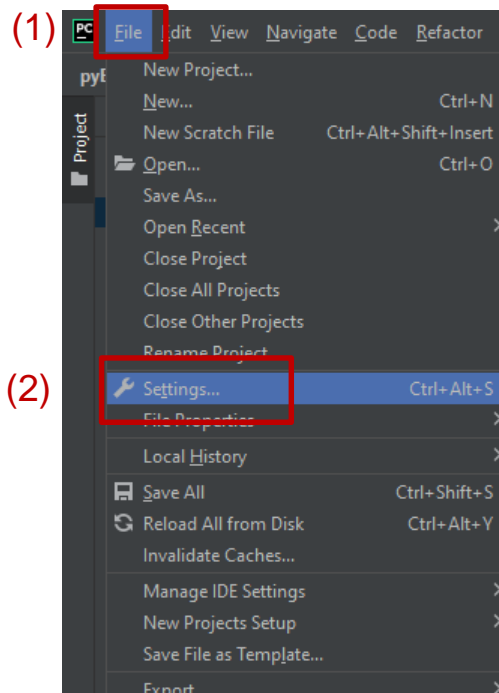 (1) PC File Edit View Navigate Code Refactor
New Project...
Project
New... Ctrl+N
New Scratch File Ctrl+Alt+Shift+Insert
Open... Ctrl+O
Save As...
Open Recent
Close Project
Close All Projects
Close Other Projects
Rename Project
(2) Settings... Ctrl+Alt+S
File Properties
Local History
Save All Ctrl+Shift+S
Reload All from Disk Ctrl+Alt+Y
Invalidate Caches...
Manage IDE Settings
New Projects Setup
Save File as Template...
Export